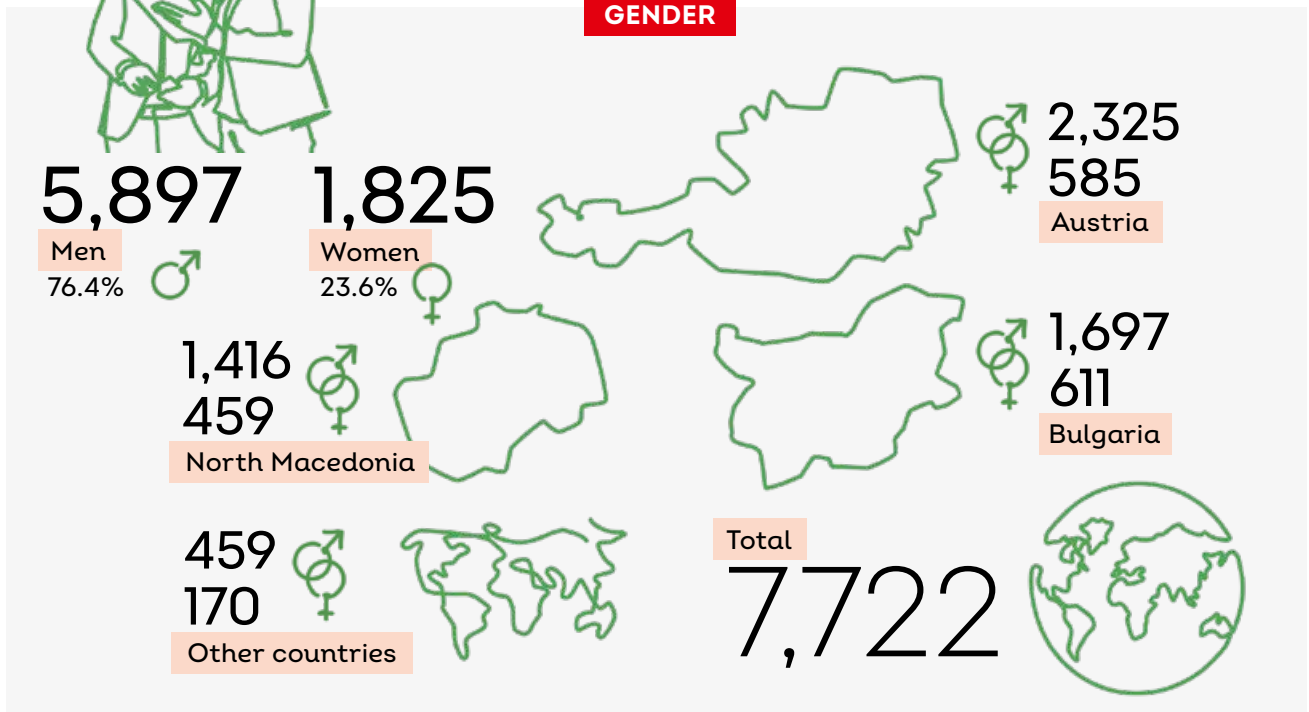 GENDER
5,897
Men
76.4%
1,825
Women
23.6%
2,325
585
Austria
1,416
459
North Macedonia
1,697
611
Bulgaria
459
170
Other countries
Total
7,722